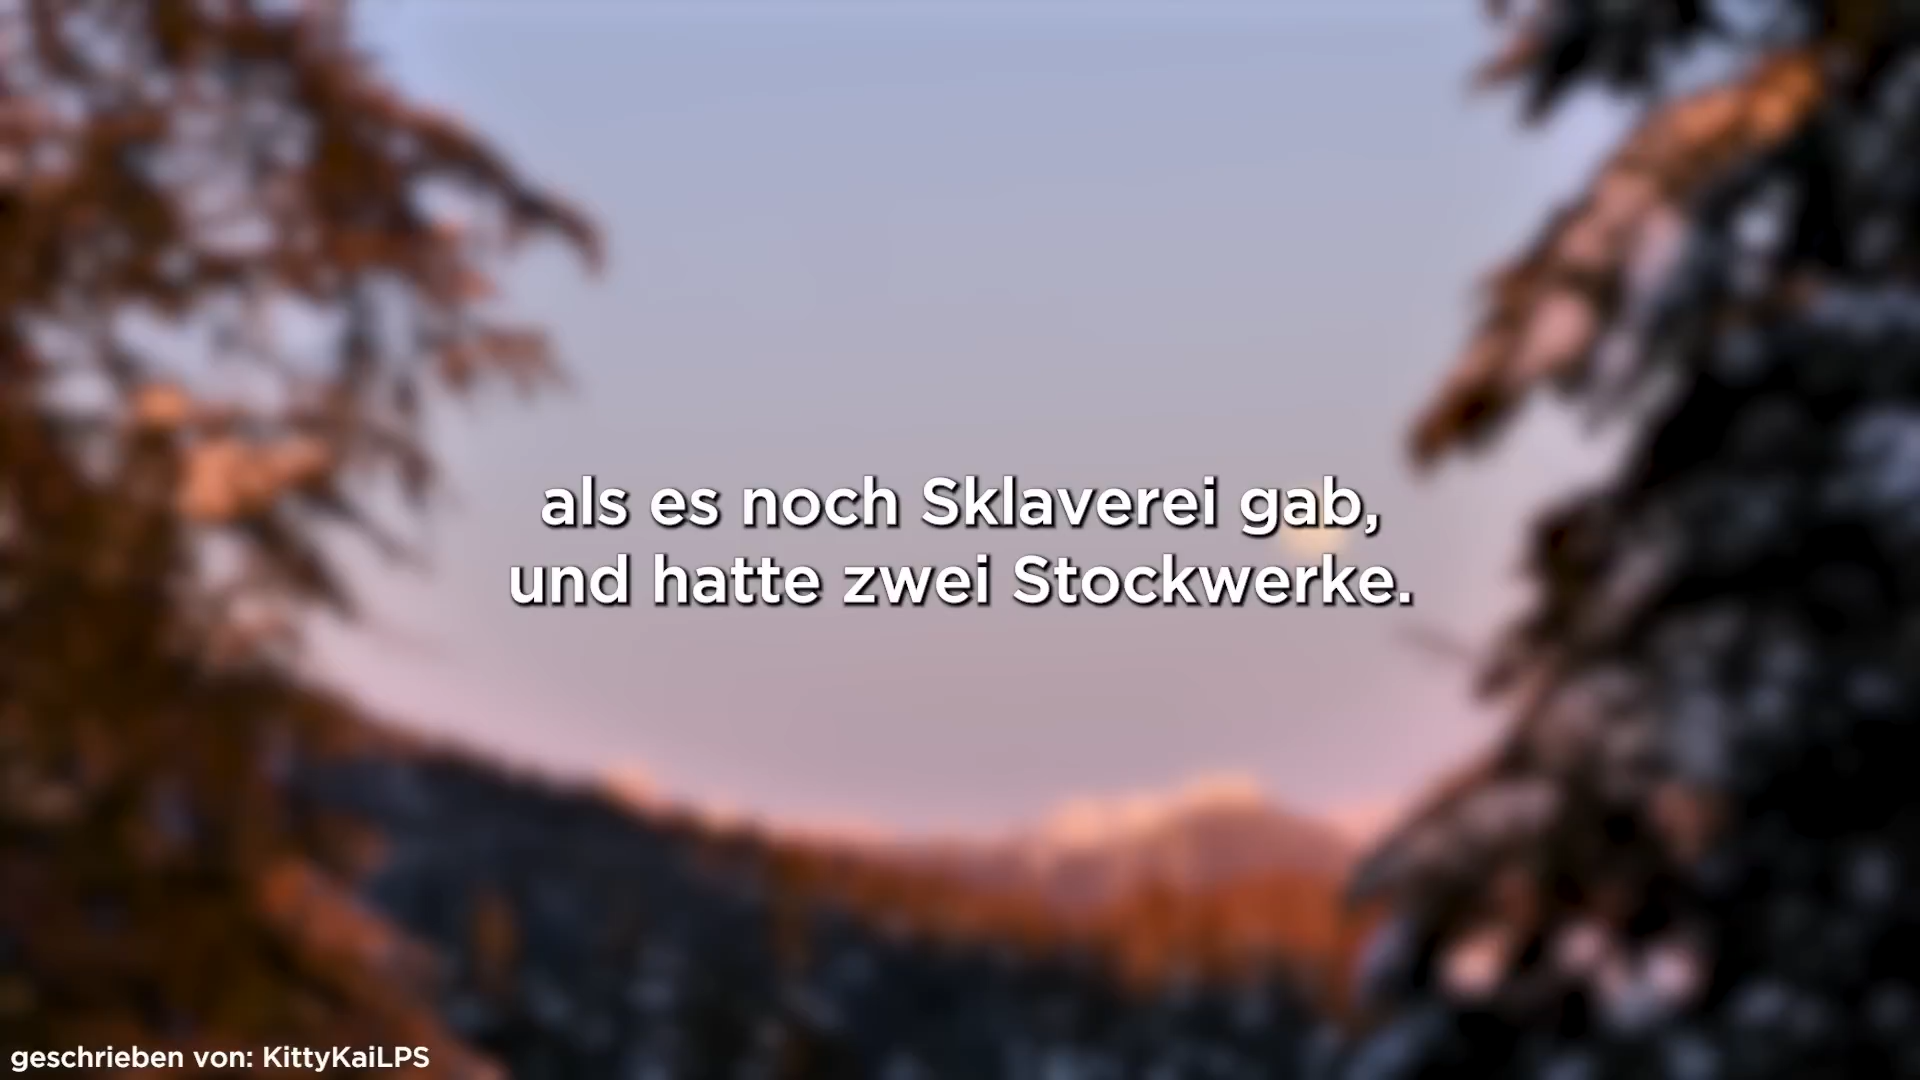 als es noch Sklaverei gab,
und hatte zwei Stockwerke.
geschrieben von: KittyKaiLPS